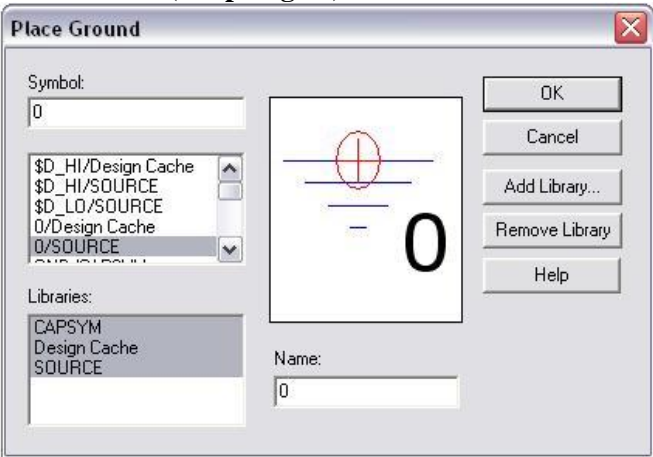 Place Ground
Symbol:
0
$D_HI/Design Cache
$D_HI/SOURCE
$D_LO/SOURCE
0/Design Cache
0/SOURCE
Libraries:
CAPSYM
Design Cache
SOURCE
0
Name:
0
OK
Cancel
Add Library...
Remove Library
Help